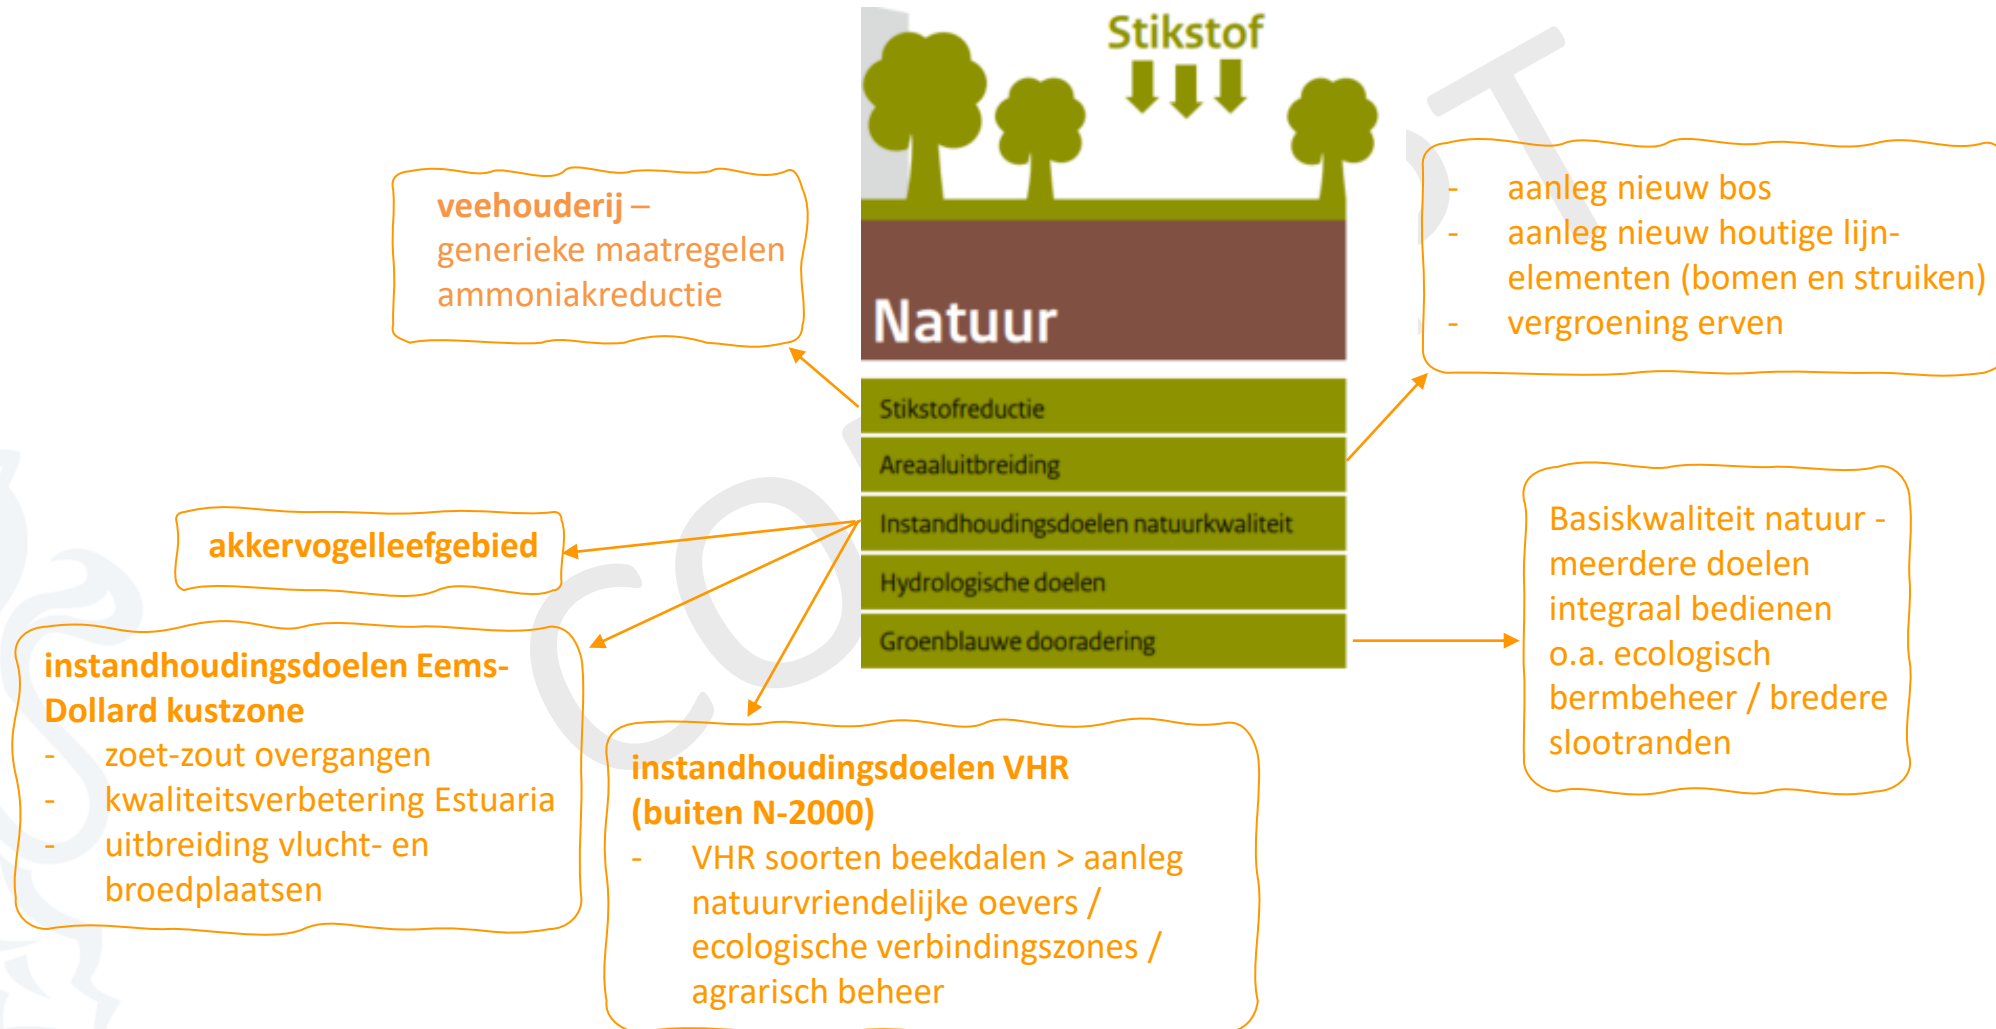 Stikstof
Natuur
Stikstofreductie
Areaaluitbreiding
Instandhoudingsdoelen natuurkwaliteit
Hydrologische doelen
Groenblauwe dooradering
veehouderij –
generieke maatregelen
ammoniakreductie
- aanleg nieuw bos
- aanleg nieuw houtige lijn-
elementen (bomen en struiken)
- vergroening erven
akkervogelleefgebied
instandhoudingsdoelen Eems-
Dollard kustzone
- zoet-zout overgangen
- kwaliteitsverbetering Estuaria
- uitbreiding vlucht- en
broedplaatsen
instandhoudingsdoelen VHR
(buiten N-2000)
- VHR soorten beekdalen > aanleg
natuurvriendelijke oevers /
ecologische verbindingszones /
agrarisch beheer
Basiskwaliteit natuur -
meerdere doelen
integraal bedienen
o.a. ecologisch
bermbeheer / bredere
slootranden